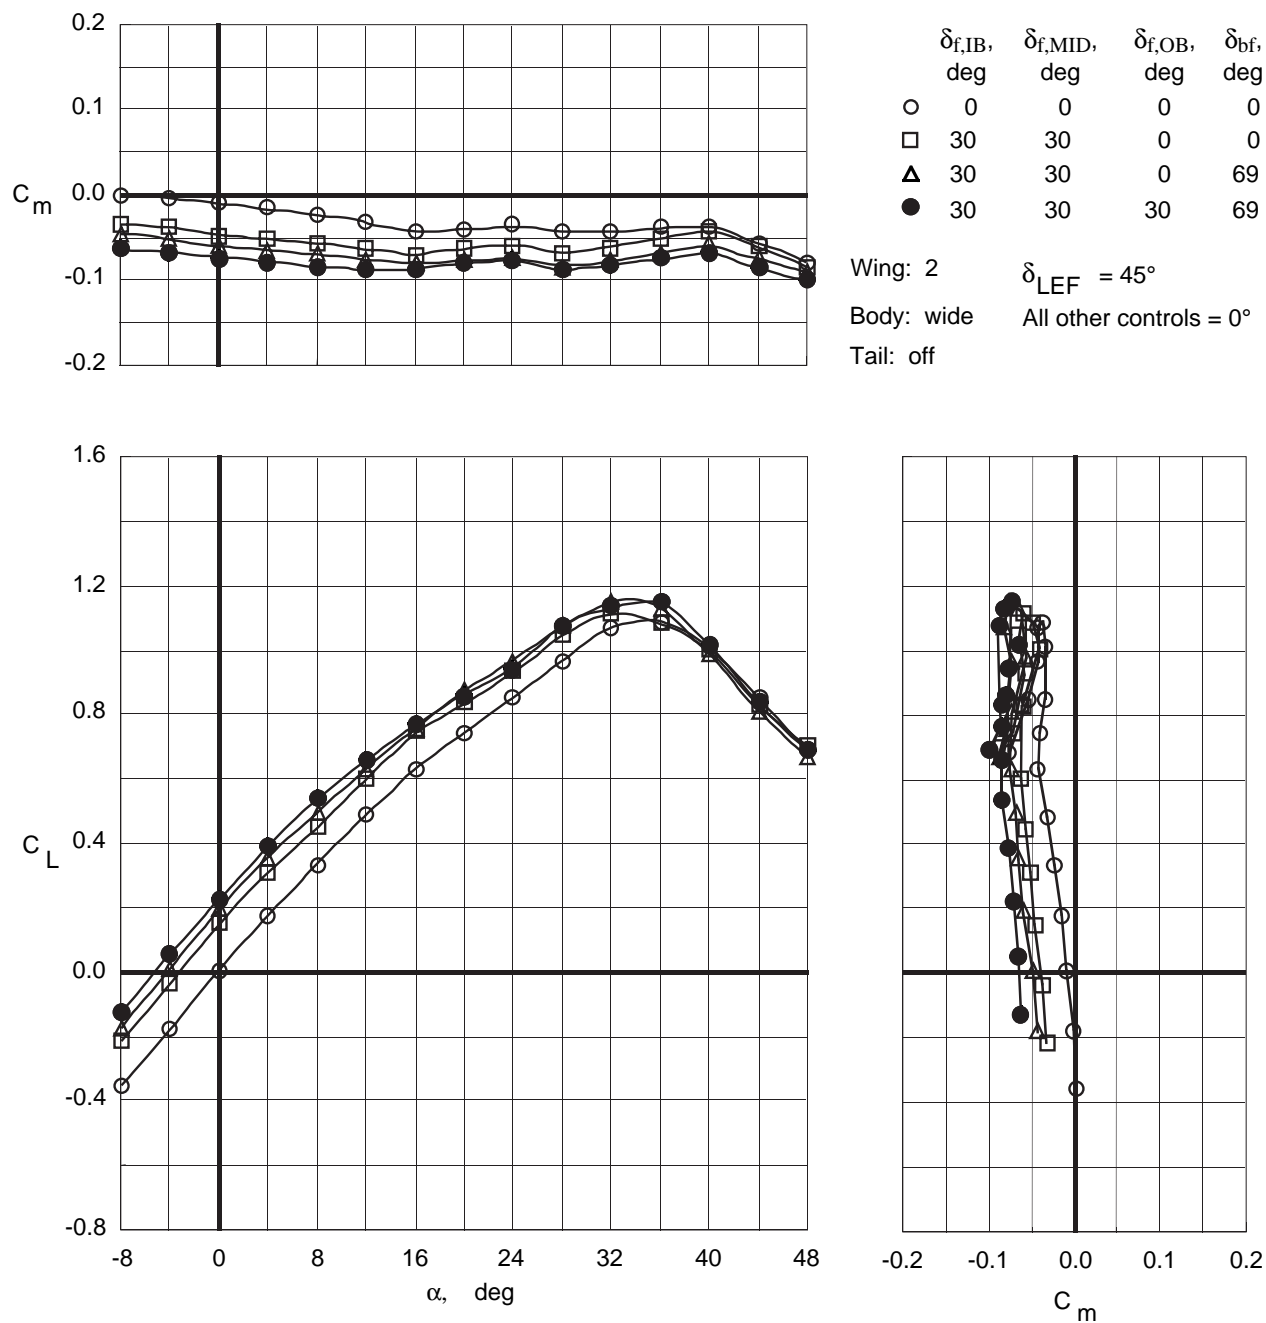 0.2
0.1
0.0
-0.1
-0.2
C m
δf,IB, δf,MID, δf,OB, δbf,
deg deg deg deg
0 0 0 0
30 30 0 0
30 30 0 69
30 30 30 69
Wing: 2 δLEF = 45°
Body: wide All other controls = 0°
Tail: off
1.6
1.2
0.8
0.4
0.0
-0.4
-0.8
C L
-8 0 8 16 24 32 40 48
α, deg
-0.2 -0.1 0.0 0.1 0.2
C m